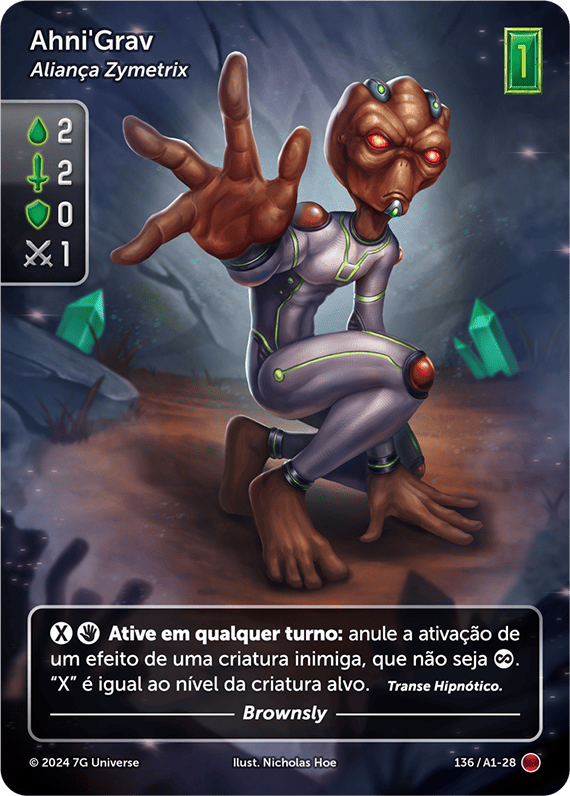 Ahni'Grav
Aliança Zymetrix
1
2
2
0
1
X Ative em qualquer turno: anule a ativação de
um efeito de uma criatura inimiga, que não seja ∞.
“X” é igual ao nível da criatura alvo. Transe Hipnótico.
Brownsly
© 2024 7G Universe Ilust. Nicholas Hoe 136 / A1-28